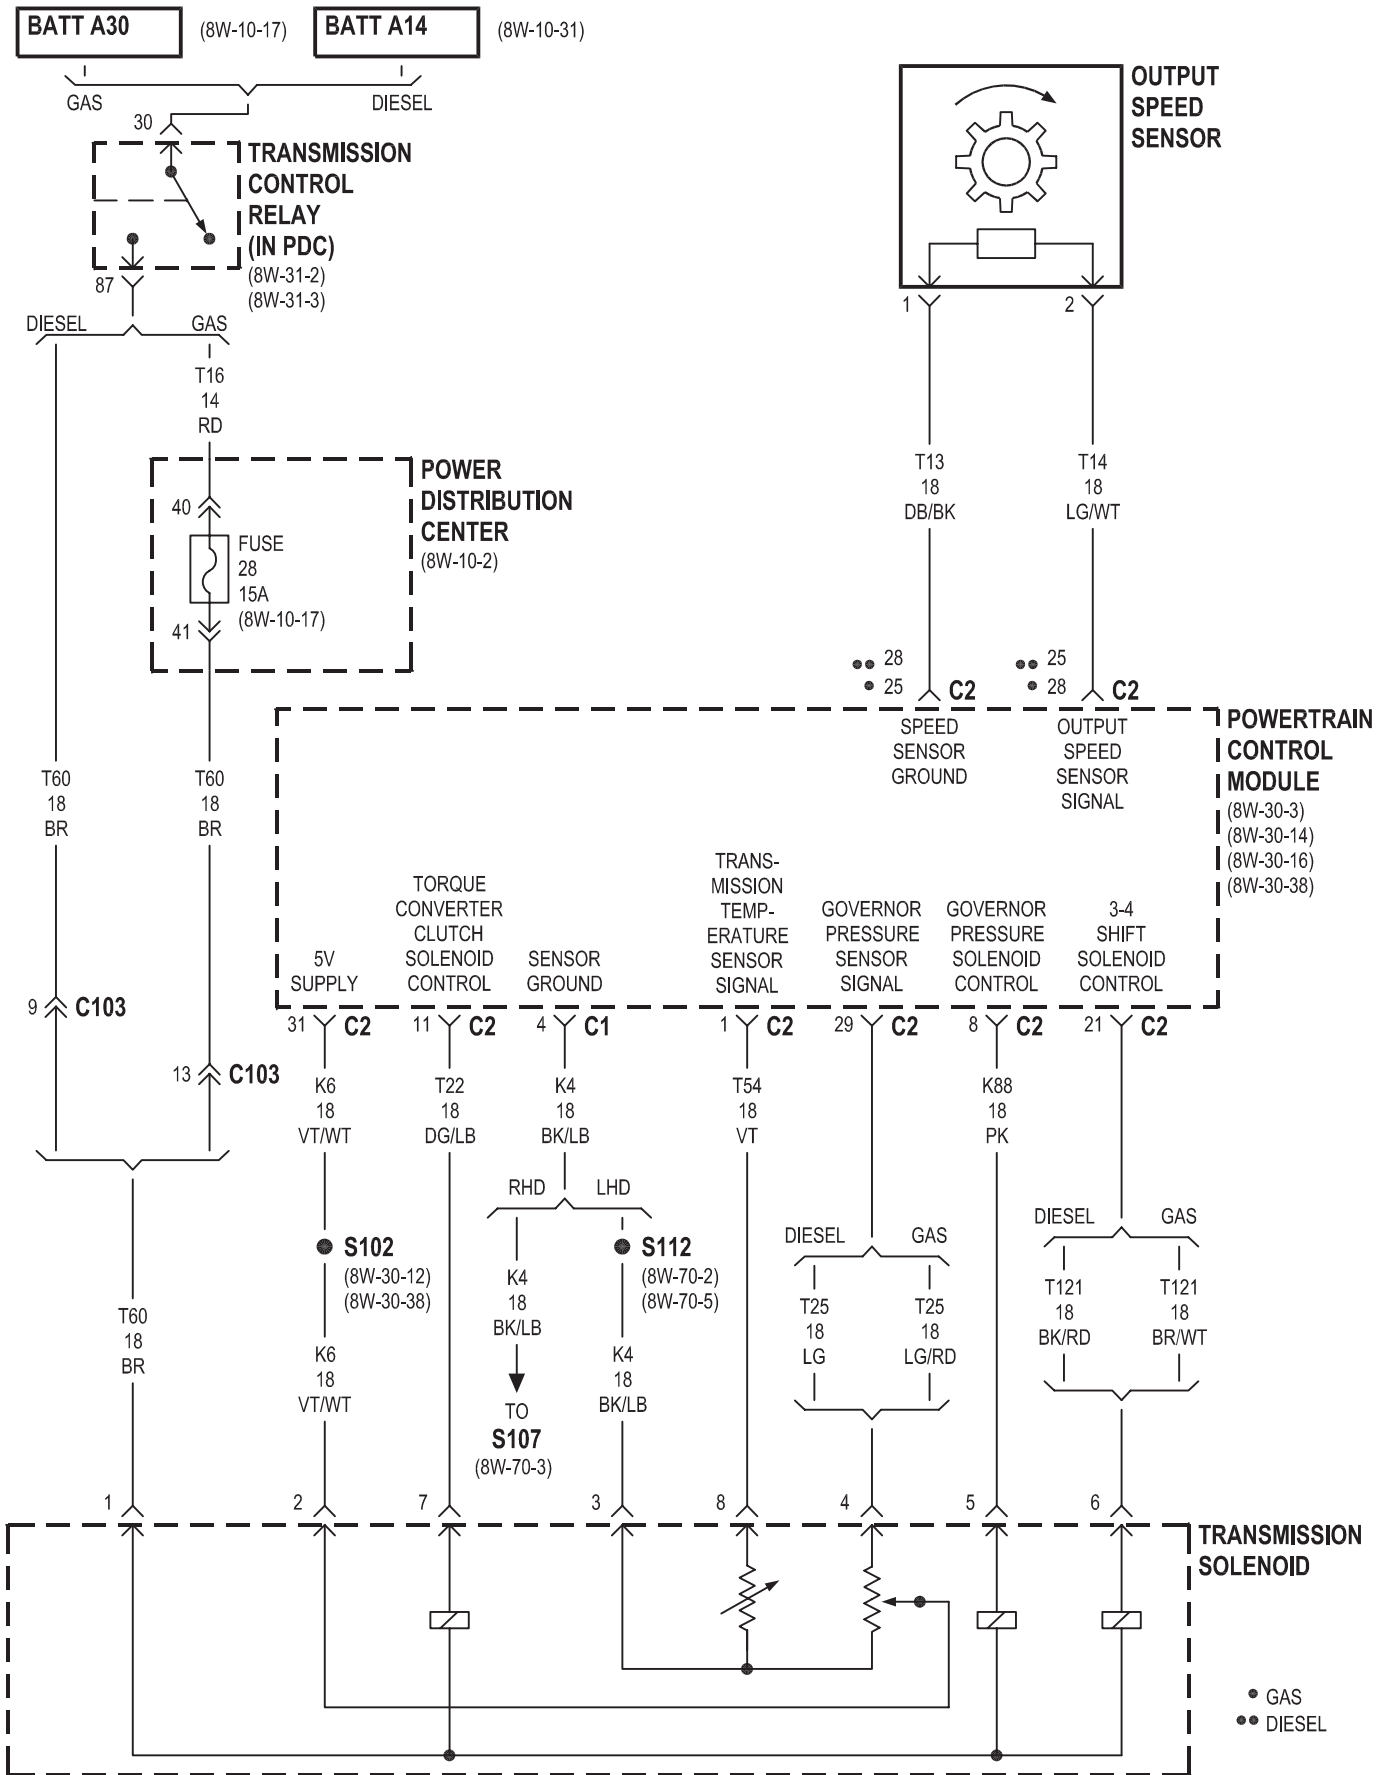 BATT A30
(8W-10-17)
BATT A14
(8W-10-31)
GAS
DIESEL
30
TRANSMISSION
CONTROL
RELAY
(IN PDC)
(8W-31-2)
(8W-31-3)
87
DIESEL
GAS
T16
14
RD
POWER
DISTRIBUTION
CENTER
(8W-10-2)
40
FUSE
28
15A
(8W-10-17)
41
OUTPUT
SPEED
SENSOR
1
2
T13
18
DB/BK
T14
18
LG/WT
28
25
C2
25
28
C2
T60
18
BR
T60
18
BR
9
C103
13
C103
T60
18
BR
POWERTRAIN
CONTROL
MODULE
(8W-30-3)
(8W-30-14)
(8W-30-16)
(8W-30-38)
SPEED
SENSOR
GROUND
OUTPUT
SPEED
SENSOR
SIGNAL
5V
SUPPLY
TORQUE
CONVERTER
CLUTCH
SOLENOID
CONTROL
SENSOR
GROUND
TRANS-
MISSION
TEMP-
ERATURE
SENSOR
SIGNAL
GOVERNOR
PRESSURE
SENSOR
SIGNAL
GOVERNOR
PRESSURE
SOLENOID
CONTROL
3-4
SHIFT
SOLENOID
CONTROL
31
C2
11
C2
4
C1
1
C2
29
C2
8
C2
21
C2
K6
18
VT/WT
T22
18
DG/LB
K4
18
BK/LB
T54
18
VT
K88
18
PK
RHD
LHD
S102
(8W-30-12)
(8W-30-38)
K6
18
VT/WT
K4
18
BK/LB
TO
S107
(8W-70-3)
S112
(8W-70-2)
(8W-70-5)
K4
18
BK/LB
DIESEL
GAS
T25
18
LG
T25
18
LG/RD
DIESEL
GAS
T121
18
BK/RD
T121
18
BR/WT
1
2
7
3
8
4
5
6
TRANSMISSION
SOLENOID
GAS
DIESEL